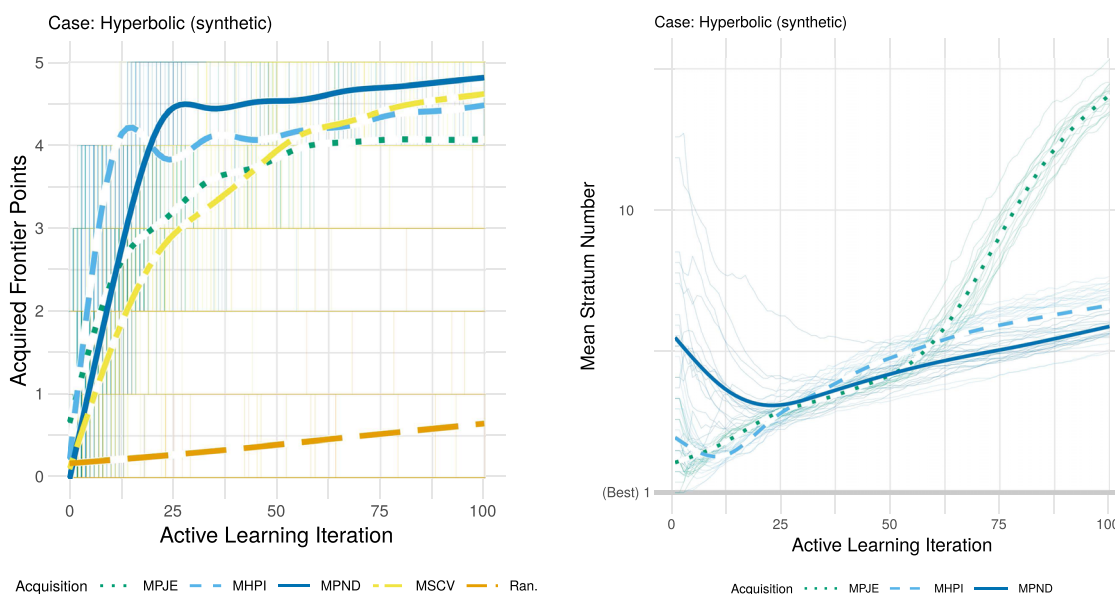 Case: Hyperbolic (synthetic)
Acquired Frontier Points
5
4
3
2
1
0
0 25 50 75 100
Active Learning Iteration
Acquisition MPJE MHPI MPND MSCV Ran.
Case: Hyperbolic (synthetic)
Mean Stratum Number
10
(Best) 1
0 25 50 75 100
Active Learning Iteration
Acquisition MPJE MHPI MPND